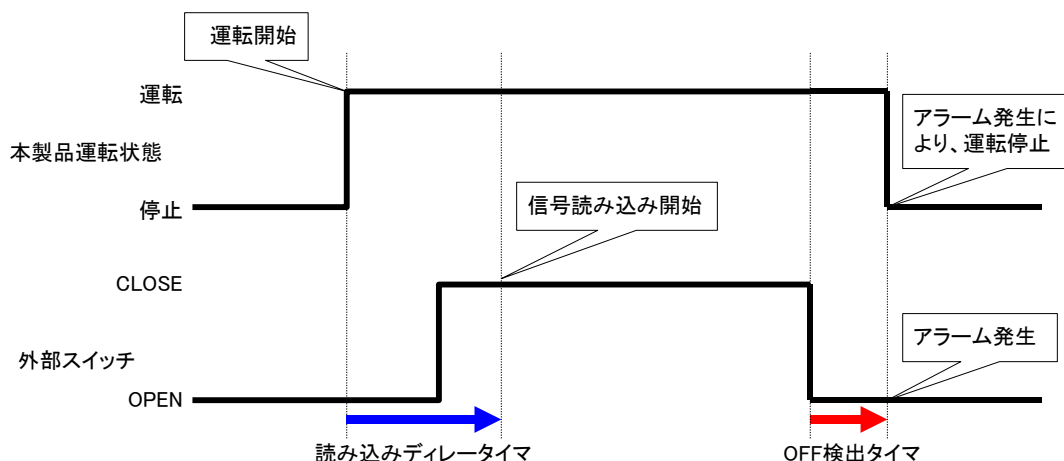 運転開始
運転
本製品運転状態
停止
アラーム発生に
より、運転停止
信号読み込み開始
CLOSE
外部スイッチ
OPEN
アラーム発生
読み込みディレータイマ
OFF検出タイマ